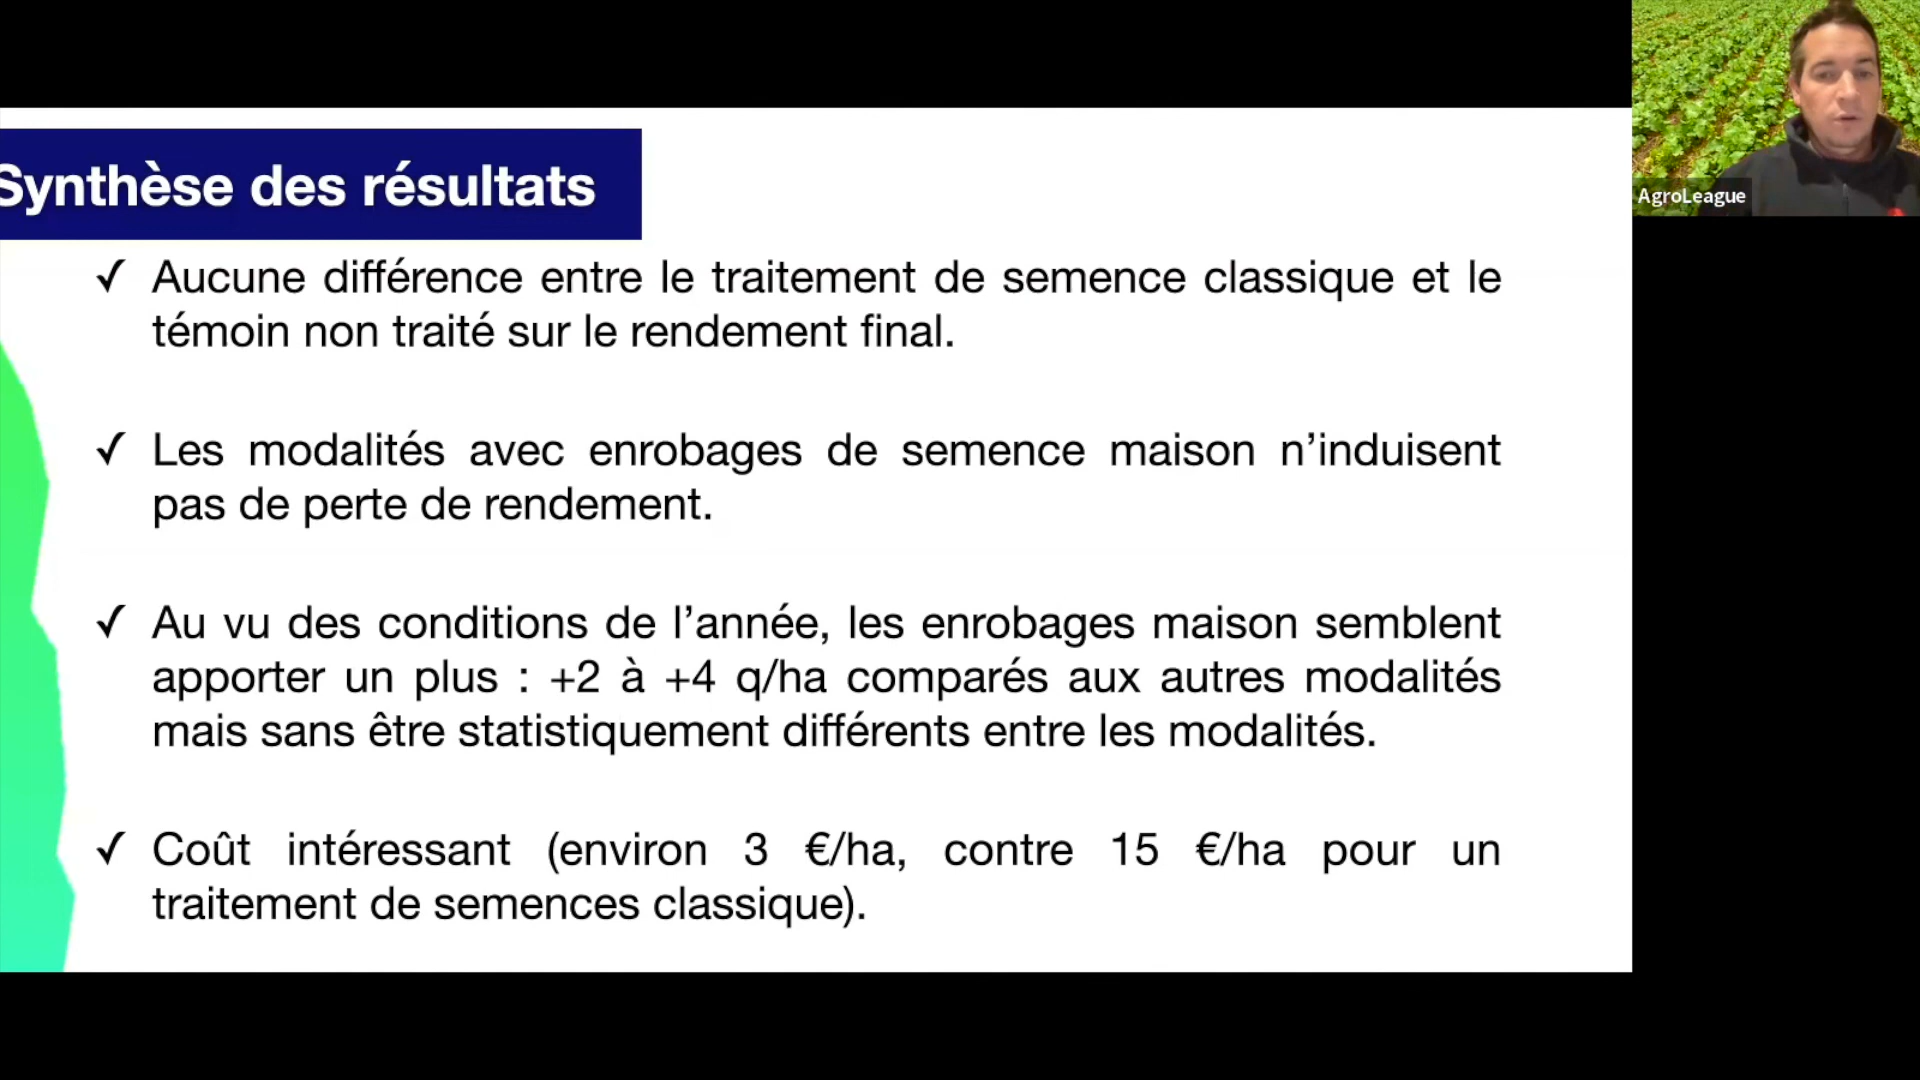 Synthèse des résultats
AgroLeague
✓ Aucune différence entre le traitement de semence classique et le
témoin non traité sur le rendement final.
✓ Les modalités avec enrobages de semence maison n’induisent
pas de perte de rendement.
✓ Au vu des conditions de l’année, les enrobages maison semblent
apporter un plus : +2 à +4 q/ha comparés aux autres modalités
mais sans être statistiquement différents entre les modalités.
✓ Coût intéressant (environ 3 €/ha, contre 15 €/ha pour un
traitement de semences classique).